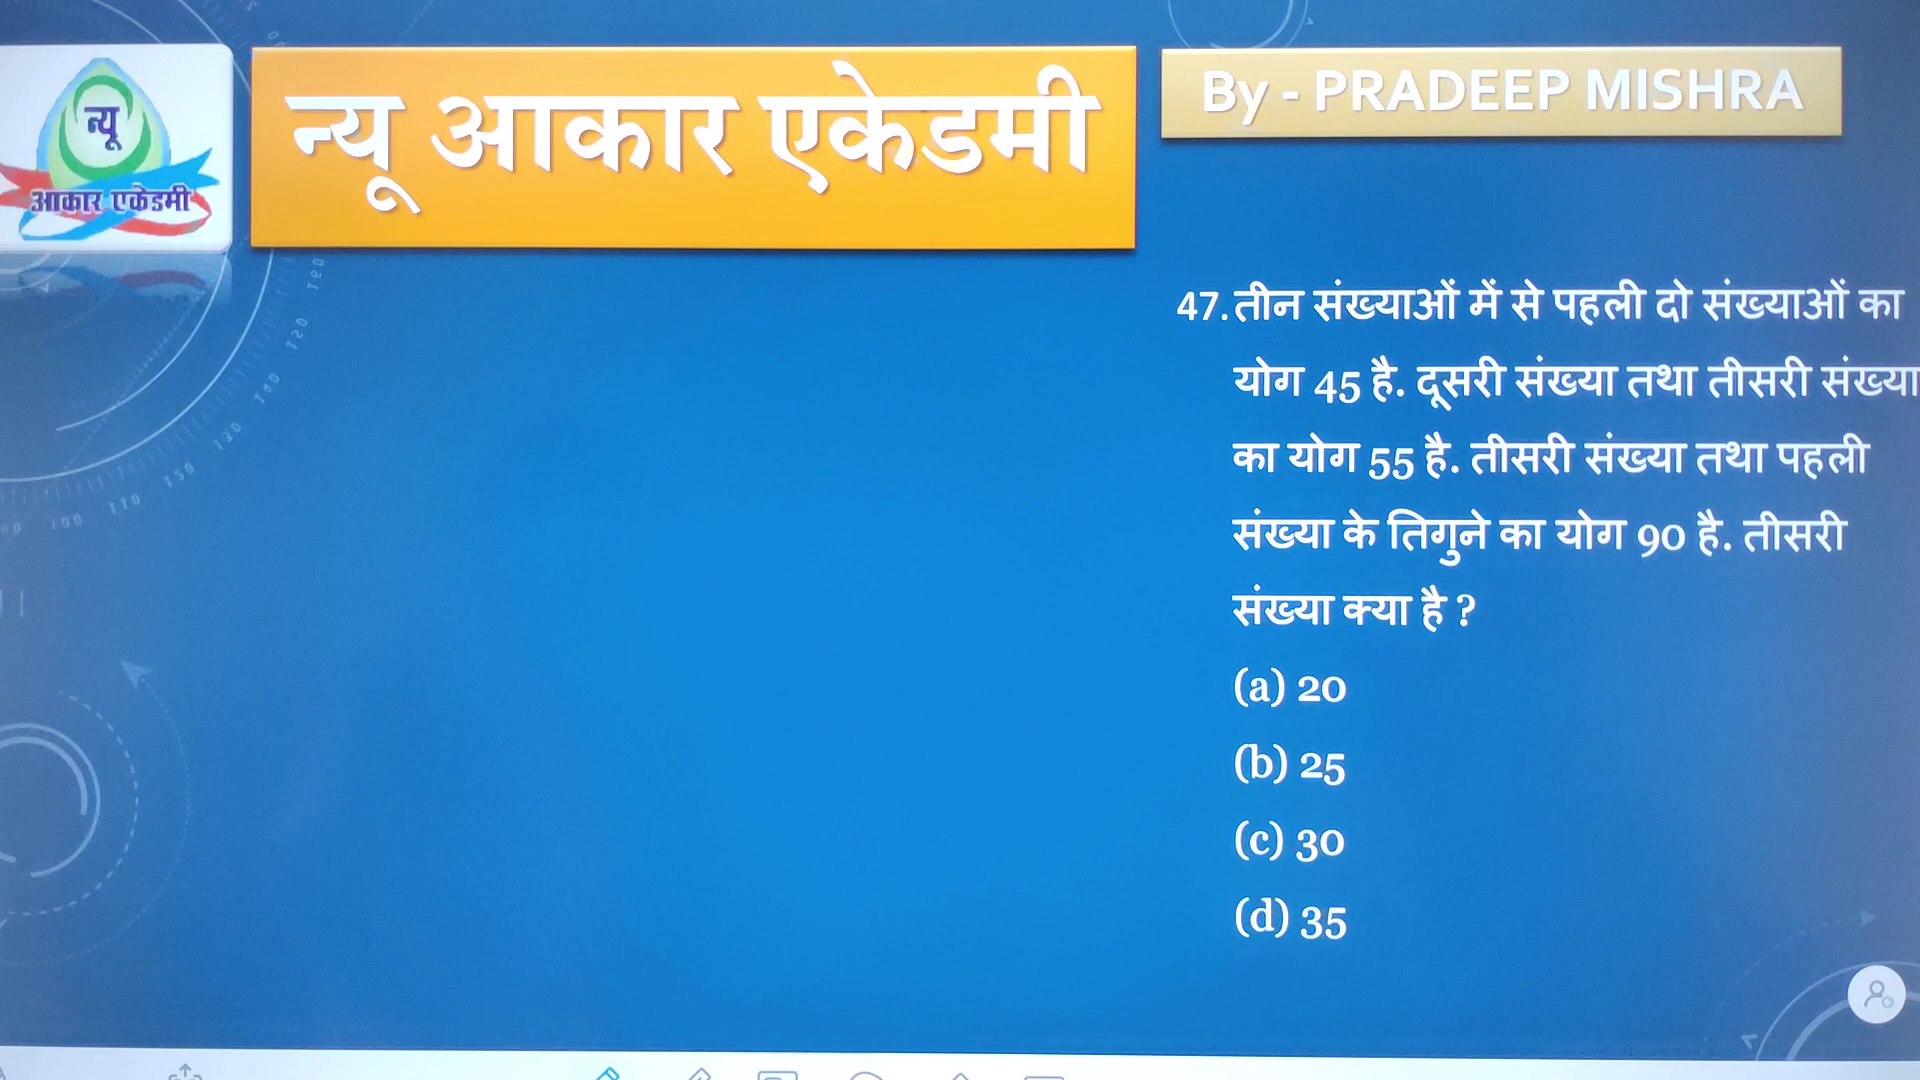 न्यू
आकार एकेडमी
न्यू आकार एकेडमी
By - PRADEEP MISHRA
47. तीन संख्याओं में से पहली दो संख्याओं का
योग 45 है. दूसरी संख्या तथा तीसरी संख्या
का योग 55 है. तीसरी संख्या तथा पहली
संख्या के तिगुने का योग 90 है. तीसरी
संख्या क्या है ?
(a) 20
(b) 25
(c) 30
(d) 35